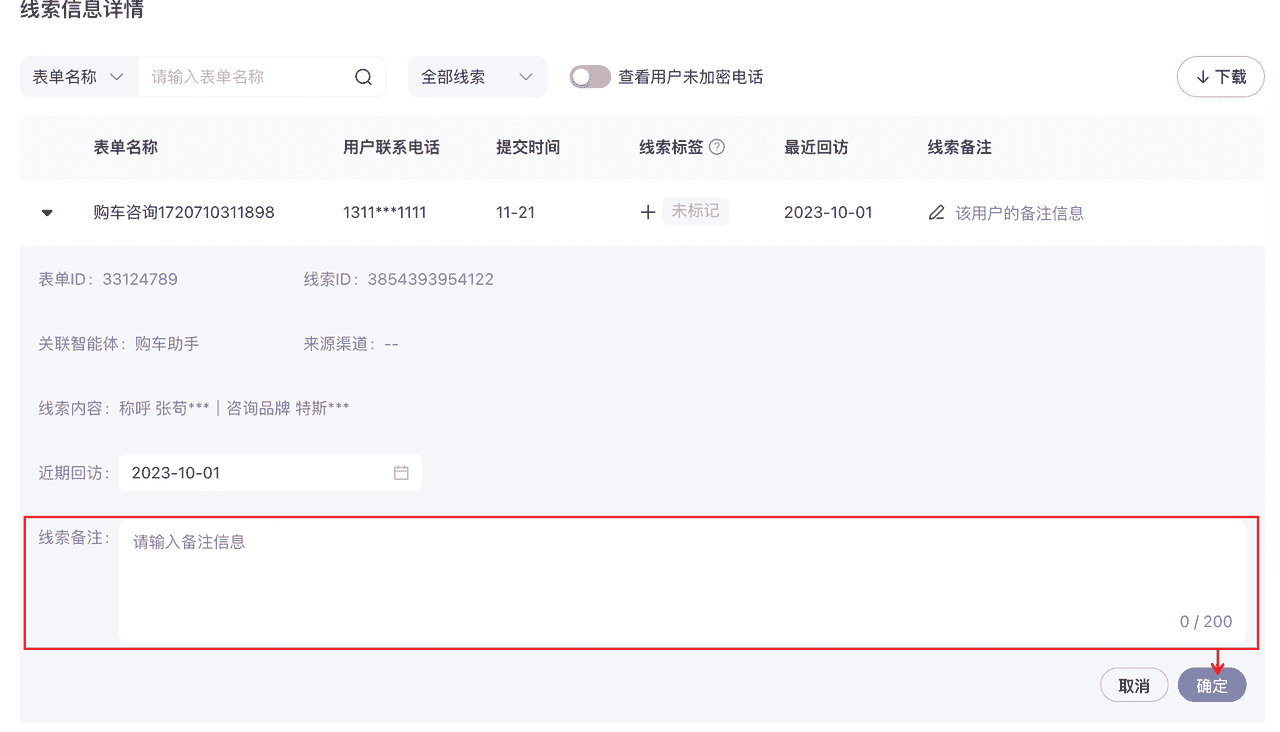 线索信息详情
表单名称 请输入表单名称 全部线索 查看用户未加密电话 下载
表单名称 用户联系电话 提交时间 线索标签 最近回访 线索备注
购车咨询1720710311898 1311***1111 11-21 未标记 2023-10-01 该用户的备注信息
表单ID：33124789 线索ID：3854393954122
关联智能体：购车助手 来源渠道：--
线索内容：称呼 张苟***｜咨询品牌 特斯***
近期回访：2023-10-01
线索备注：请输入备注信息
0 / 200
取消 确定